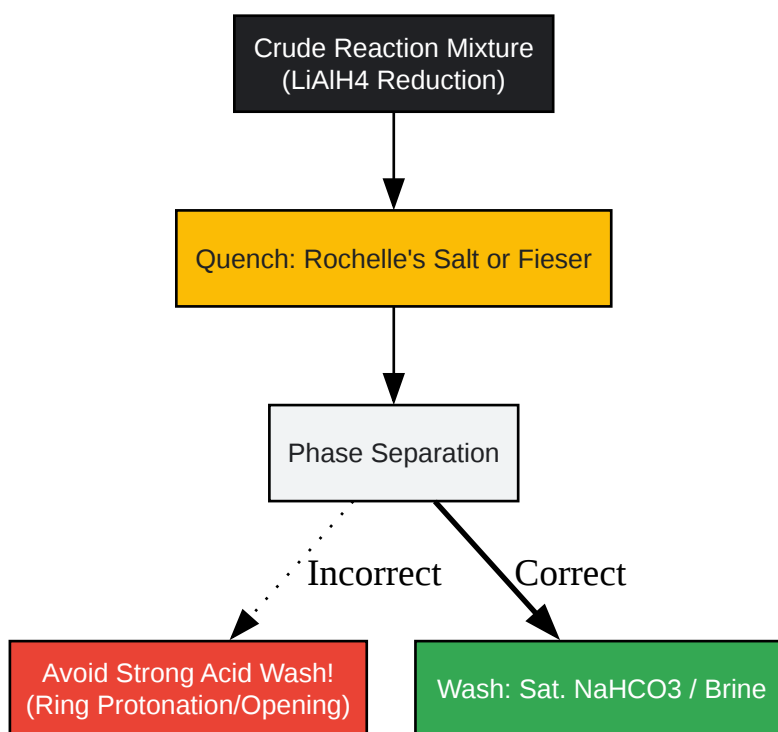 Crude Reaction Mixture
(LiAlH4 Reduction)
Quench: Rochelle's Salt or Fieser
Phase Separation
Incorrect
Correct
Avoid Strong Acid Wash!
(Ring Protonation/Opening)
Wash: Sat. NaHCO3 / Brine